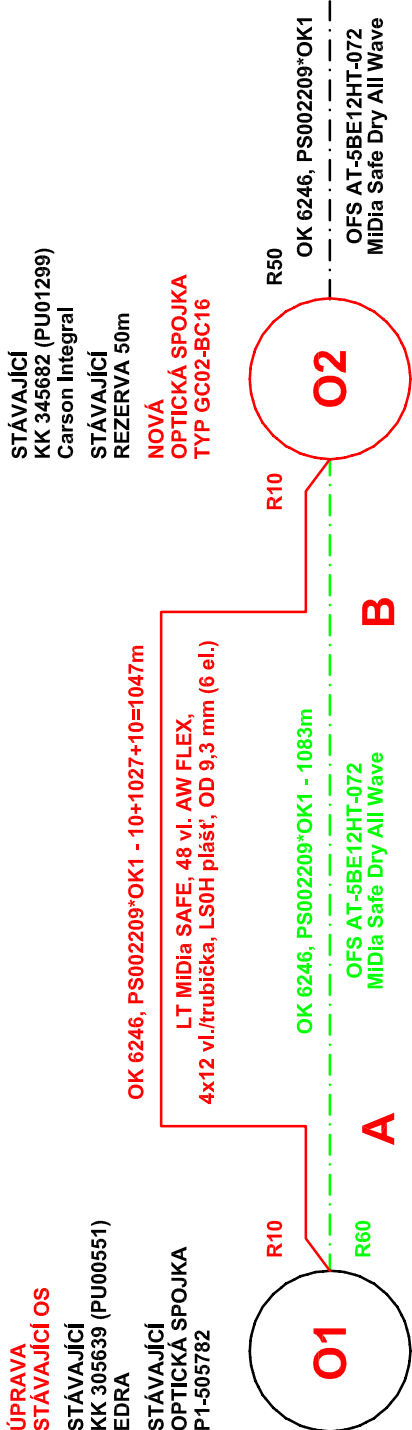 ÚPRAVA
STÁVAJÍCÍ OS
STÁVAJÍCÍ
KK 305639 (PU00551)
EDRA
STÁVAJÍCÍ
OPTICKÁ SPOJKA
P1-505782
O1
R10
R60
A
OK 6246, PS002209*OK1 - 10+1027+10=1047m
LT MiDia SAFE, 48 vl. AW FLEX,
4x12 vl./trubička, LS0H plášť, OD 9,3 mm (6 el.)
OK 6246, PS002209*OK1 - 1083m
OFS AT-5BE12HT-072
MiDia Safe Dry All Wave
B
STÁVAJÍCÍ
KK 345682 (PU01299)
Carson Integral
STÁVAJÍCÍ
REZERVA 50m
NOVÁ
OPTICKÁ SPOJKA
TYP GC02-BC16
R10
O2
R50
OK 6246, PS002209*OK1
OFS AT-5BE12HT-072
MiDia Safe Dry All Wave